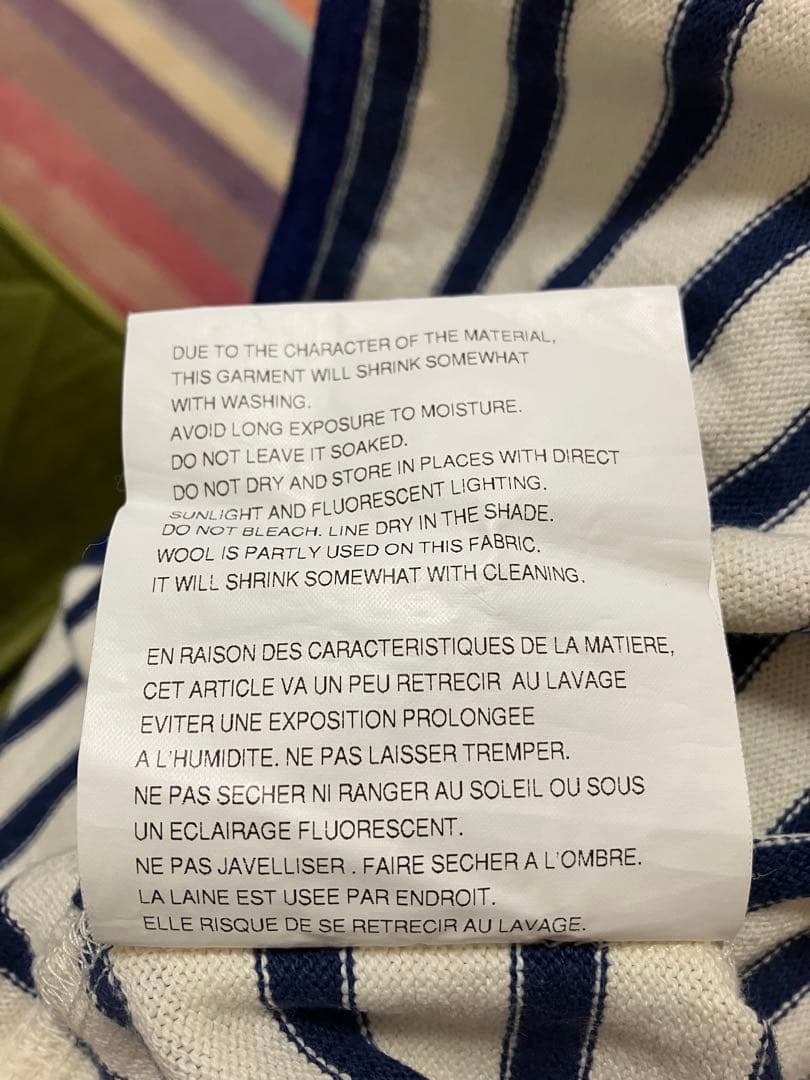 DUE TO THE CHARACTER OF THE MATERIAL,
THIS GARMENT WILL SHRINK SOMEWHAT
WITH WASHING.
AVOID LONG EXPOSURE TO MOISTURE.
DO NOT LEAVE IT SOAKED.
DO NOT DRY AND STORE IN PLACES WITH DIRECT
SUNLIGHT AND FLUORESCENT LIGHTING.
DO NOT BLEACH. LINE DRY IN THE SHADE.
WOOL IS PARTLY USED ON THIS FABRIC.
IT WILL SHRINK SOMEWHAT WITH CLEANING.
EN RAISON DES CARACTERISTIQUES DE LA MATIERE,
CET ARTICLE VA UN PEU RETRECIR AU LAVAGE
EVITER UNE EXPOSITION PROLONGEE
A L'HUMIDITE. NE PAS LAISSER TREMPER.
NE PAS SECHER NI RANGER AU SOLEIL OU SOUS
UN ECLAIRAGE FLUORESCENT.
NE PAS JAVELLISER . FAIRE SECHER A L'OMBRE.
LA LAINE EST USEE PAR ENDROIT.
ELLE RISQUE DE SE RETRECIR AU LAVAGE.